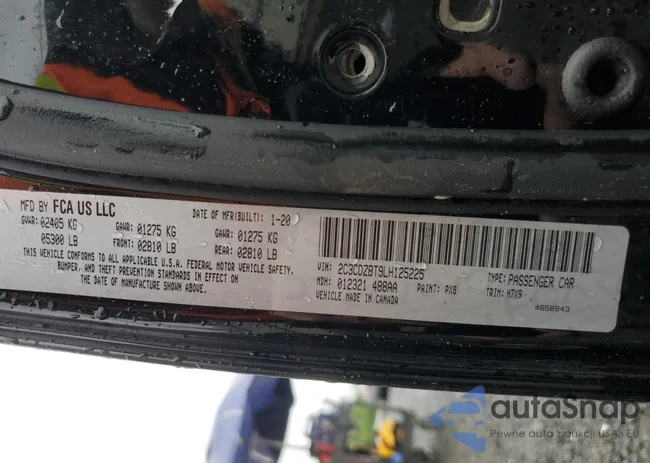 MFD BY FCA US LLC DATE OF MFR(BUILT): 1-20
GVWR: 02405 KG GAWR: 01275 KG GAWR: 01275 KG
05300 LB FRONT: 02810 LB REAR: 02810 LB
THIS VEHICLE CONFORMS TO ALL APPLICABLE U.S.A. FEDERAL MOTOR VEHICLE SAFETY,
BUMPER, AND THEFT PREVENTION STANDARDS IN EFFECT ON
THE DATE OF MANUFACTURE SHOWN ABOVE.
VIN: 2C3CDZBT9LH125225 TYPE: PASSENGER CAR
MDH: 012321 488AA PAINT: PX8 TRIM: H7X9
VEHICLE MADE IN CANADA 4658943
autaSnap
Pewne auto z aukcji USA i EU